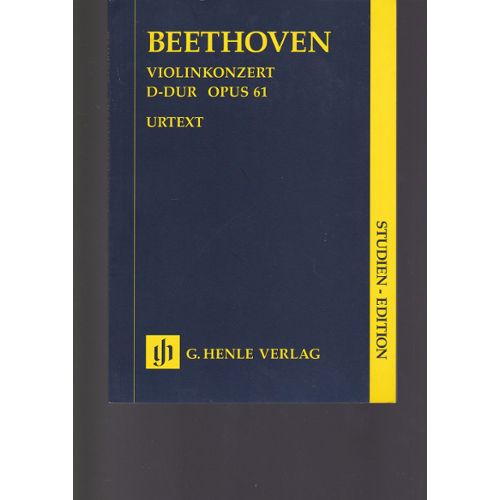 BEETHOVEN
VIOLINKONZERT
D-DUR OPUS 61
URTEXT
STUDIEN - EDITION
G. HENLE VERLAG